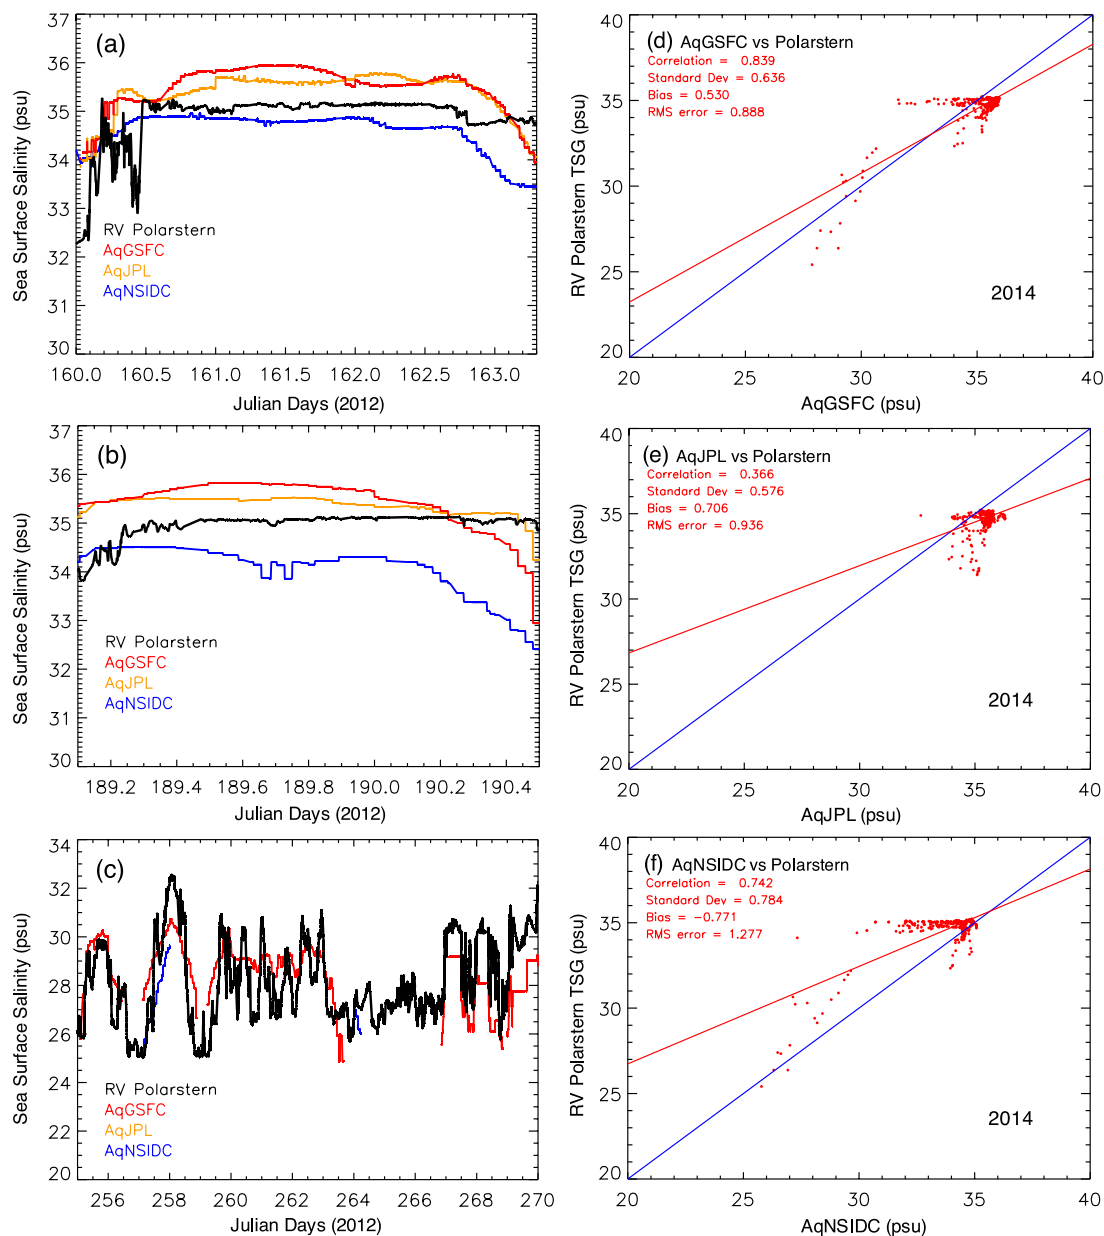 (a)
Sea Surface Salinity (psu)
37
36
35
34
33
32
31
30
RV Polarstern
AqGSFC
AqJPL
AqNSIDC
160.0 160.5 161.0 161.5 162.0 162.5 163.0
Julian Days (2012)
(d) AqGSFC vs Polarstern
Correlation = 0.839
Standard Dev = 0.636
Bias = 0.530
RMS error = 0.888
RV Polarstern TSG (psu)
40
35
30
25
20
2014
20 25 30 35 40
AqGSFC (psu)
(b)
Sea Surface Salinity (psu)
37
36
35
34
33
32
31
30
RV Polarstern
AqGSFC
AqJPL
AqNSIDC
189.2 189.4 189.6 189.8 190.0 190.2 190.4
Julian Days (2012)
(e) AqJPL vs Polarstern
Correlation = 0.366
Standard Dev = 0.576
Bias = 0.706
RMS error = 0.936
RV Polarstern TSG (psu)
40
35
30
25
20
2014
20 25 30 35 40
AqJPL (psu)
(c)
Sea Surface Salinity (psu)
34
32
30
28
26
24
22
20
RV Polarstern
AqGSFC
AqJPL
AqNSIDC
256 258 260 262 264 266 268 270
Julian Days (2012)
(f) AqNSIDC vs Polarstern
Correlation = 0.742
Standard Dev = 0.784
Bias = −0.771
RMS error = 1.277
RV Polarstern TSG (psu)
40
35
30
25
20
2014
20 25 30 35 40
AqNSIDC (psu)